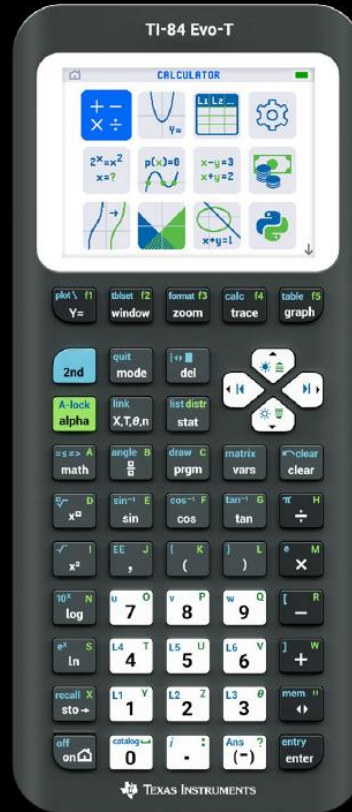 TI-84 Evo-T
CALCULATOR
+ − × ÷
Y=
L1 L2 ...
2ˣ=x²
x=?
p(x)=0
x-y=3
x+y=2
x+y=1
plot f1 tblset f2 format f3 calc f4 table f5
Y= window zoom trace graph
quit
2nd mode del
A-lock link list distr
alpha X,T,θ,n stat
A angle B draw C matrix clear
math prgm vars clear
D sin⁻¹ E cos⁻¹ F tan⁻¹ G π H
sin cos tan ÷
√ I EE J { K } L e M
x² , ( ) ×
10ˣ N u O v P w Q [ R
log 7 8 9 −
eˣ S L4 T L5 U L6 V ] W
ln 4 5 6 +
recall X L1 Y L2 Z L3 θ mem "
sto→ 1 2 3
off catalog i : Ans ? entry
on 0 . (−) enter
TEXAS INSTRUMENTS